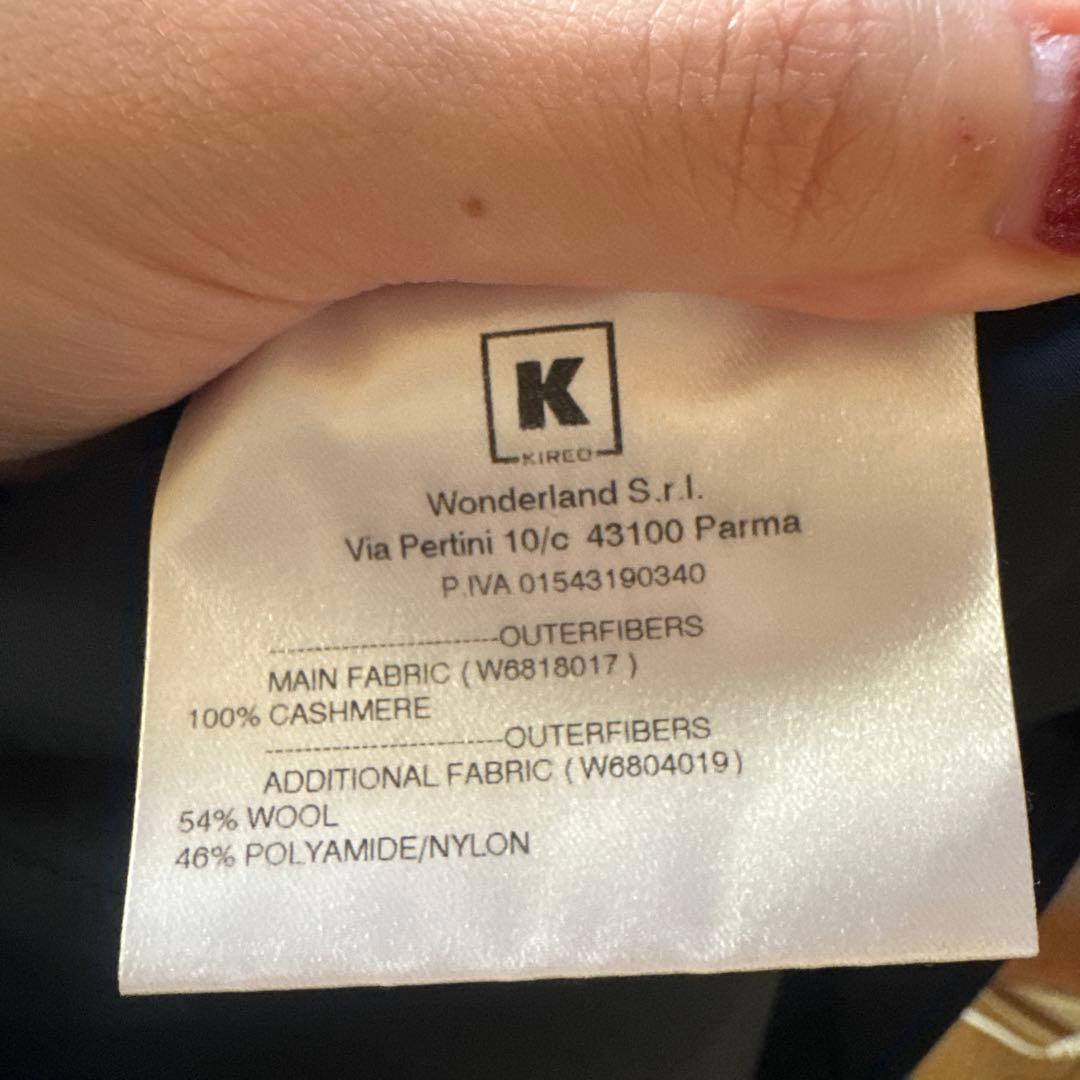 K
KIRED
Wonderland S.r.l.
Via Pertini 10/c 43100 Parma
P.IVA 01543190340
------------------------OUTERFIBERS
MAIN FABRIC ( W6818017 )
100% CASHMERE
------------------------OUTERFIBERS
ADDITIONAL FABRIC ( W6804019 )
54% WOOL
46% POLYAMIDE/NYLON